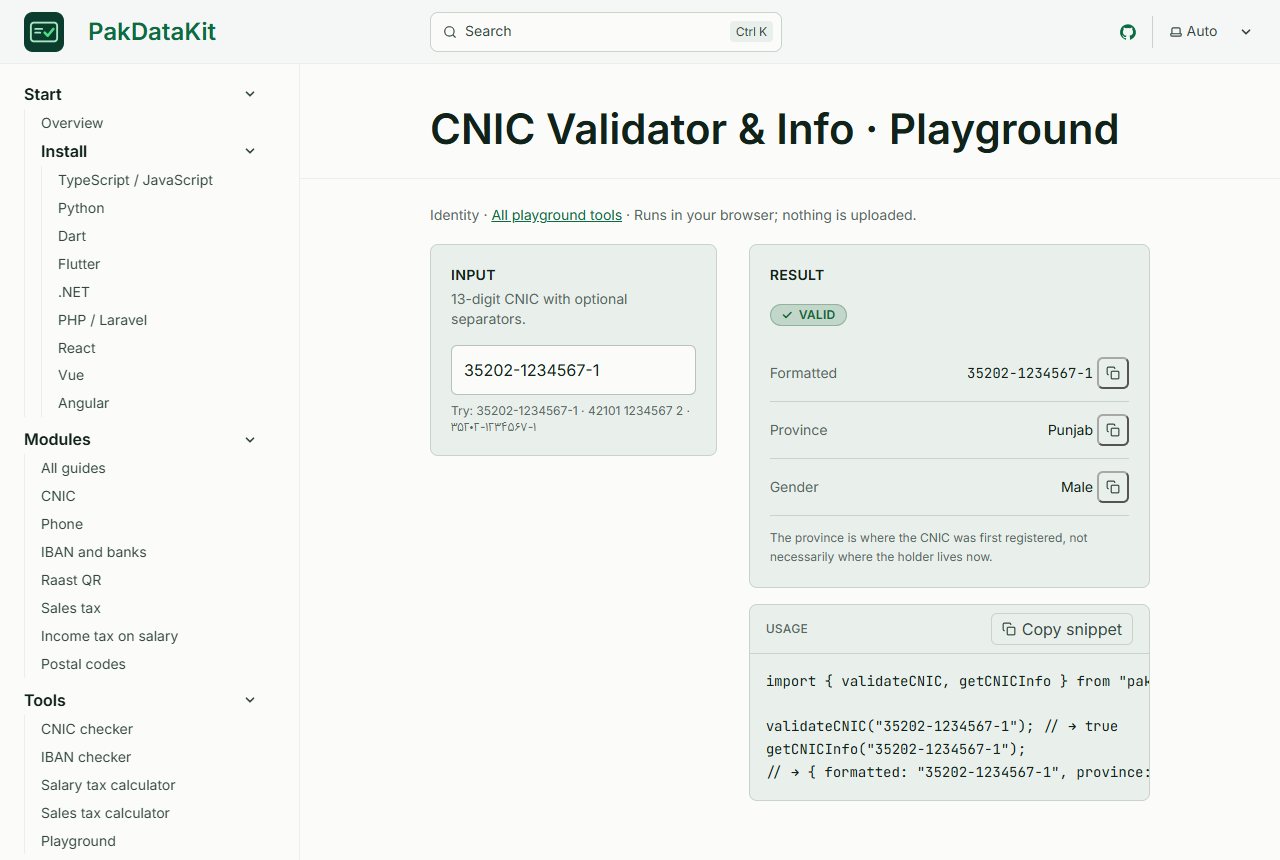 PakDataKit
Search
Ctrl K
Auto
Start
Overview
Install
TypeScript / JavaScript
Python
Dart
Flutter
.NET
PHP / Laravel
React
Vue
Angular
Modules
All guides
CNIC
Phone
IBAN and banks
Raast QR
Sales tax
Income tax on salary
Postal codes
Tools
CNIC checker
IBAN checker
Salary tax calculator
Sales tax calculator
Playground
CNIC Validator & Info · Playground
Identity · All playground tools · Runs in your browser; nothing is uploaded.
INPUT
13-digit CNIC with optional
separators.
35202-1234567-1
Try: 35202-1234567-1 · 42101 1234567 2 ·
۳۵۲۰۲-۱۲۳۴۵۶۷-۱
RESULT
VALID
Formatted
35202-1234567-1
Province
Punjab
Gender
Male
The province is where the CNIC was first registered, not
necessarily where the holder lives now.
USAGE
Copy snippet
import { validateCNIC, getCNICInfo } from "pak
validateCNIC("35202-1234567-1"); // → true
getCNICInfo("35202-1234567-1");
// → { formatted: "35202-1234567-1", province: